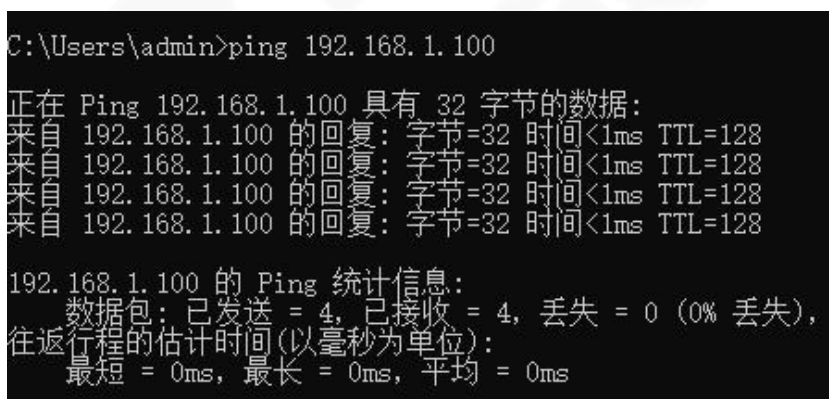 C:\Users\admin>ping 192.168.1.100
正在 Ping 192.168.1.100 具有 32 字节的数据:
来自 192.168.1.100 的回复: 字节=32 时间<1ms TTL=128
来自 192.168.1.100 的回复: 字节=32 时间<1ms TTL=128
来自 192.168.1.100 的回复: 字节=32 时间<1ms TTL=128
来自 192.168.1.100 的回复: 字节=32 时间<1ms TTL=128
192.168.1.100 的 Ping 统计信息:
数据包: 已发送 = 4, 已接收 = 4, 丢失 = 0 (0% 丢失),
往返行程的估计时间(以毫秒为单位):
最短 = 0ms, 最长 = 0ms, 平均 = 0ms